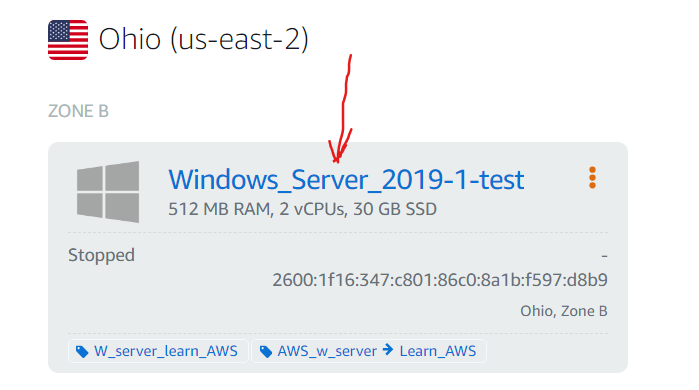 Ohio (us-east-2)
ZONE B
Windows_Server_2019-1-test
512 MB RAM, 2 vCPUs, 30 GB SSD
Stopped -
2600:1f16:347:c801:86c0:8a1b:f597:d8b9
Ohio, Zone B
W_server_learn_AWS AWS_w_server → Learn_AWS